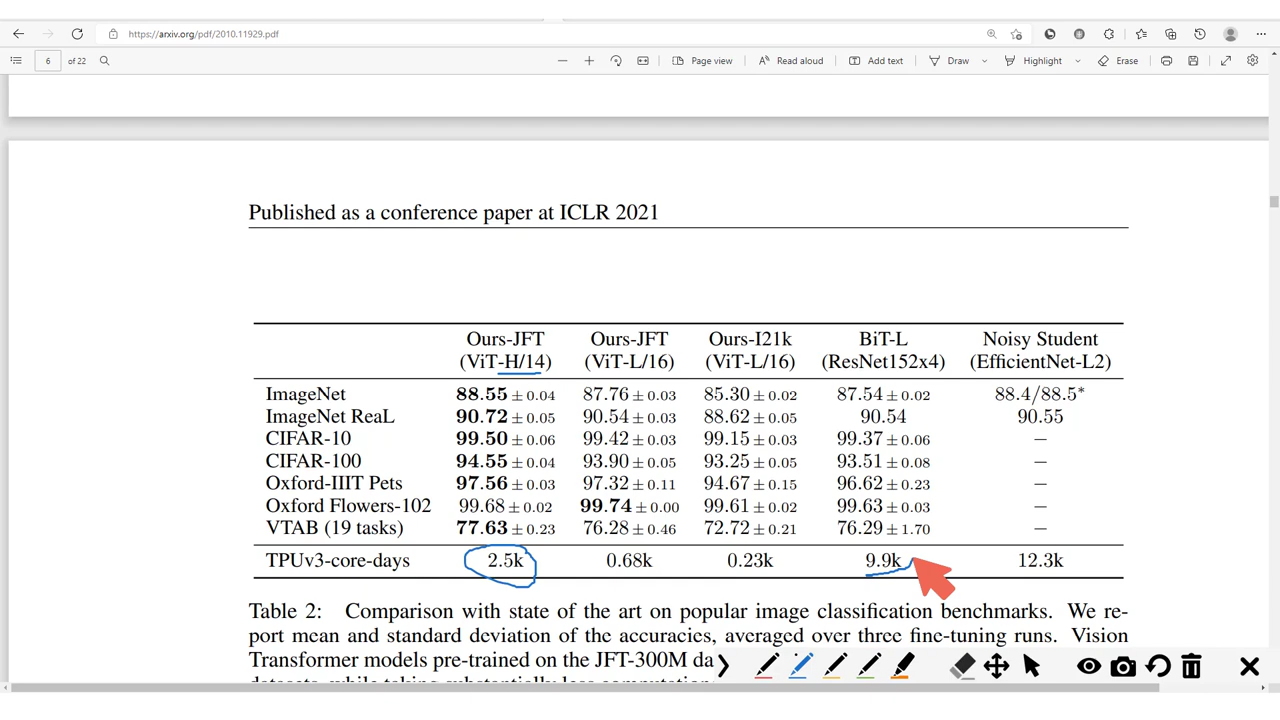 https://arxiv.org/pdf/2010.11929.pdf
6 of 22 Page view Read aloud Add text Draw Highlight Erase
Published as a conference paper at ICLR 2021
Ours-JFT Ours-JFT Ours-I21k BiT-L Noisy Student
(ViT-H/14) (ViT-L/16) (ViT-L/16) (ResNet152x4) (EfficientNet-L2)
ImageNet 88.55 ± 0.04 87.76 ± 0.03 85.30 ± 0.02 87.54 ± 0.02 88.4/88.5*
ImageNet ReaL 90.72 ± 0.05 90.54 ± 0.03 88.62 ± 0.05 90.54 90.55
CIFAR-10 99.50 ± 0.06 99.42 ± 0.03 99.15 ± 0.03 99.37 ± 0.06 –
CIFAR-100 94.55 ± 0.04 93.90 ± 0.05 93.25 ± 0.05 93.51 ± 0.08 –
Oxford-IIIT Pets 97.56 ± 0.03 97.32 ± 0.11 94.67 ± 0.15 96.62 ± 0.23 –
Oxford Flowers-102 99.68 ± 0.02 99.74 ± 0.00 99.61 ± 0.02 99.63 ± 0.03 –
VTAB (19 tasks) 77.63 ± 0.23 76.28 ± 0.46 72.72 ± 0.21 76.29 ± 1.70 –
TPUv3-core-days 2.5k 0.68k 0.23k 9.9k 12.3k
Table 2: Comparison with state of the art on popular image classification benchmarks. We re-
port mean and standard deviation of the accuracies, averaged over three fine-tuning runs. Vision
Transformer models pre-trained on the JFT-300M da